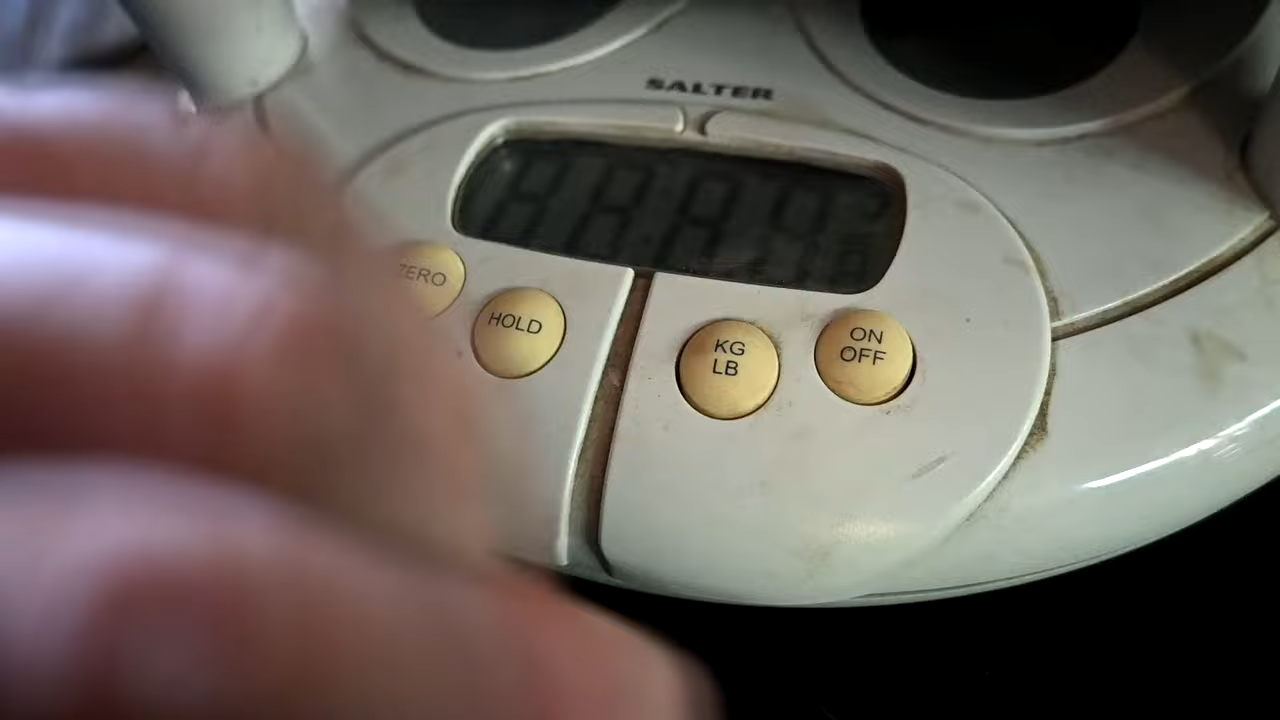 SALTER
ZERO
HOLD
KG
LB
ON
OFF